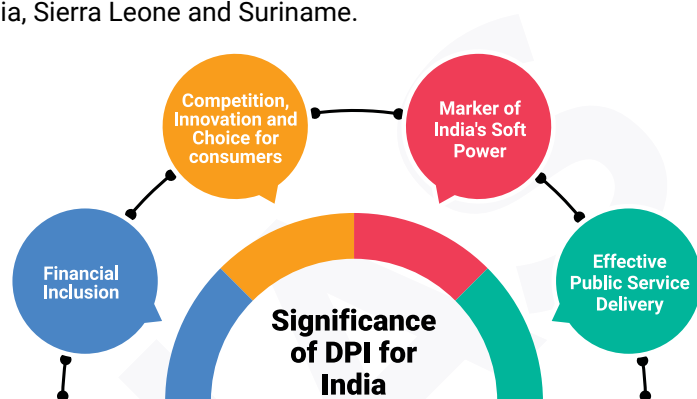 ia, Sierra Leone and Suriname.
Competition,
Innovation and
Choice for
consumers
Marker of
India's Soft
Power
Financial
Inclusion
Effective
Public Service
Delivery
Significance
of DPI for
India